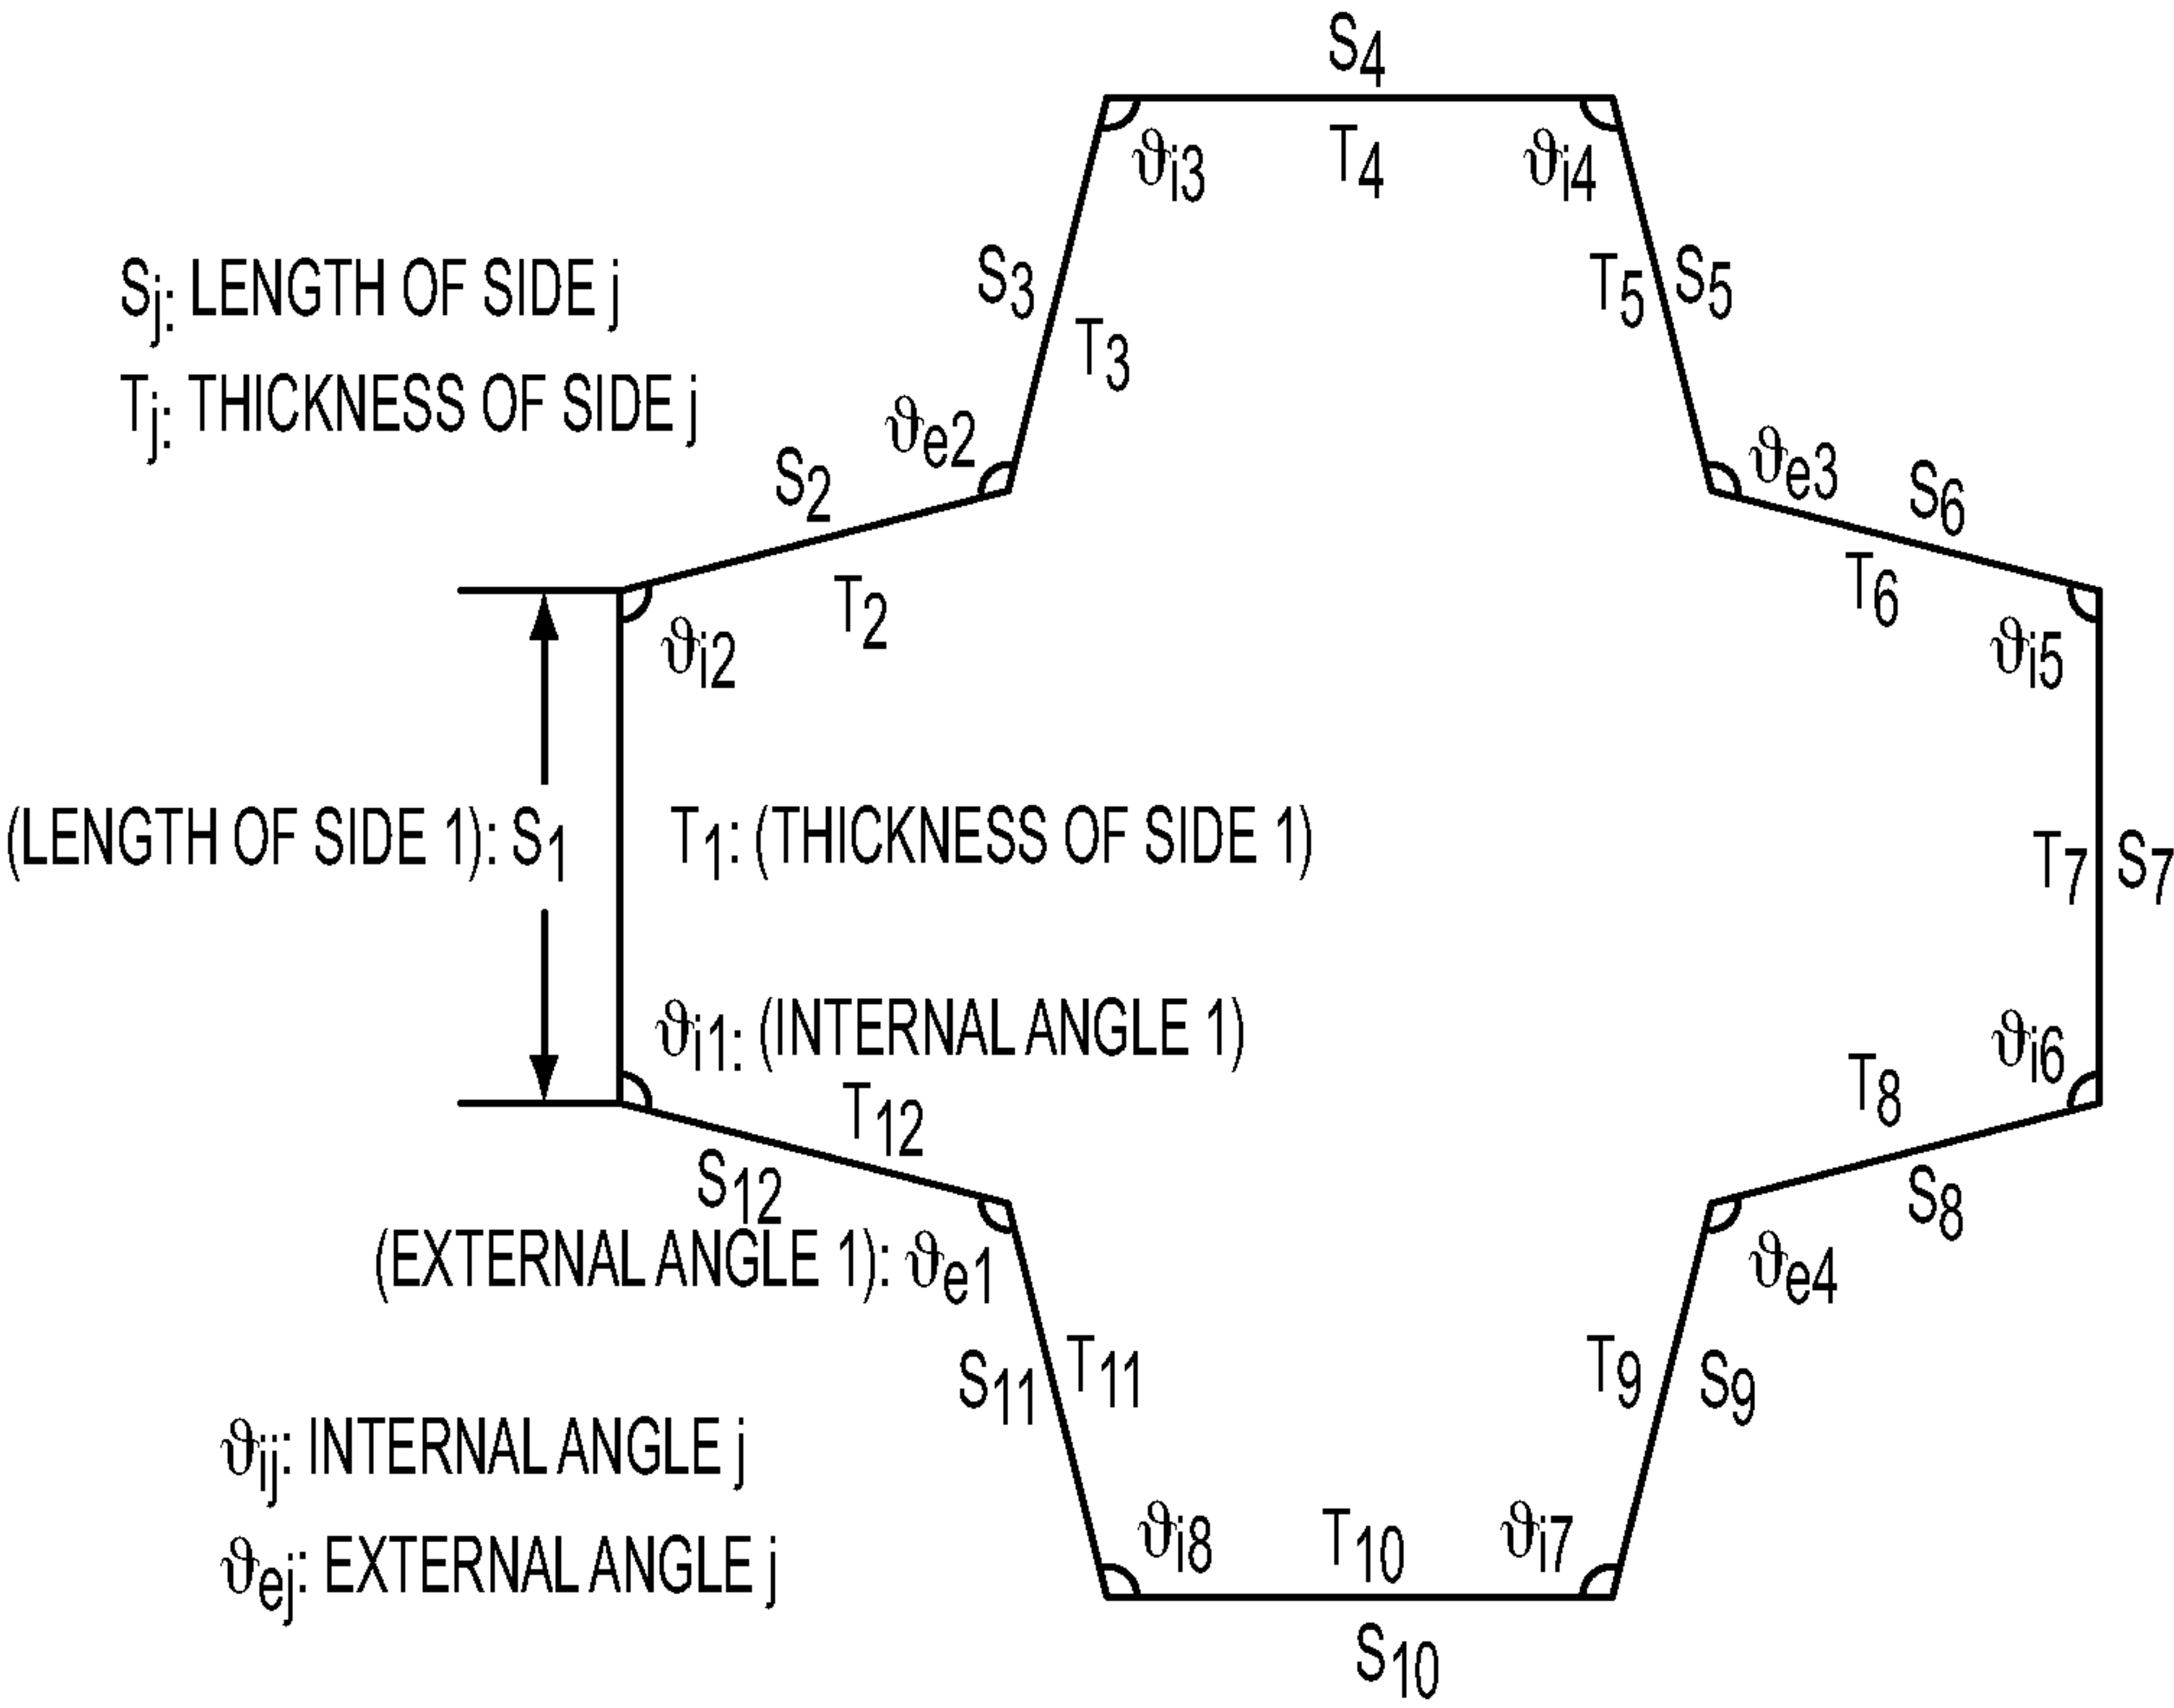 S4
ϑi3
T4
ϑi4
Sj: LENGTH OF SIDE j
Tj: THICKNESS OF SIDE j
S3
T3
T5
S5
ϑe2
S2
T2
ϑi2
ϑe3
S6
T6
ϑi5
(LENGTH OF SIDE 1): S1
T1: (THICKNESS OF SIDE 1)
T7
S7
ϑi1: (INTERNAL ANGLE 1)
ϑi6
T12
S12
T8
S8
(EXTERNAL ANGLE 1): ϑe1
ϑe4
S11
T11
T9
S9
ϑij: INTERNAL ANGLE j
ϑej: EXTERNAL ANGLE j
ϑi8
T10
ϑi7
S10